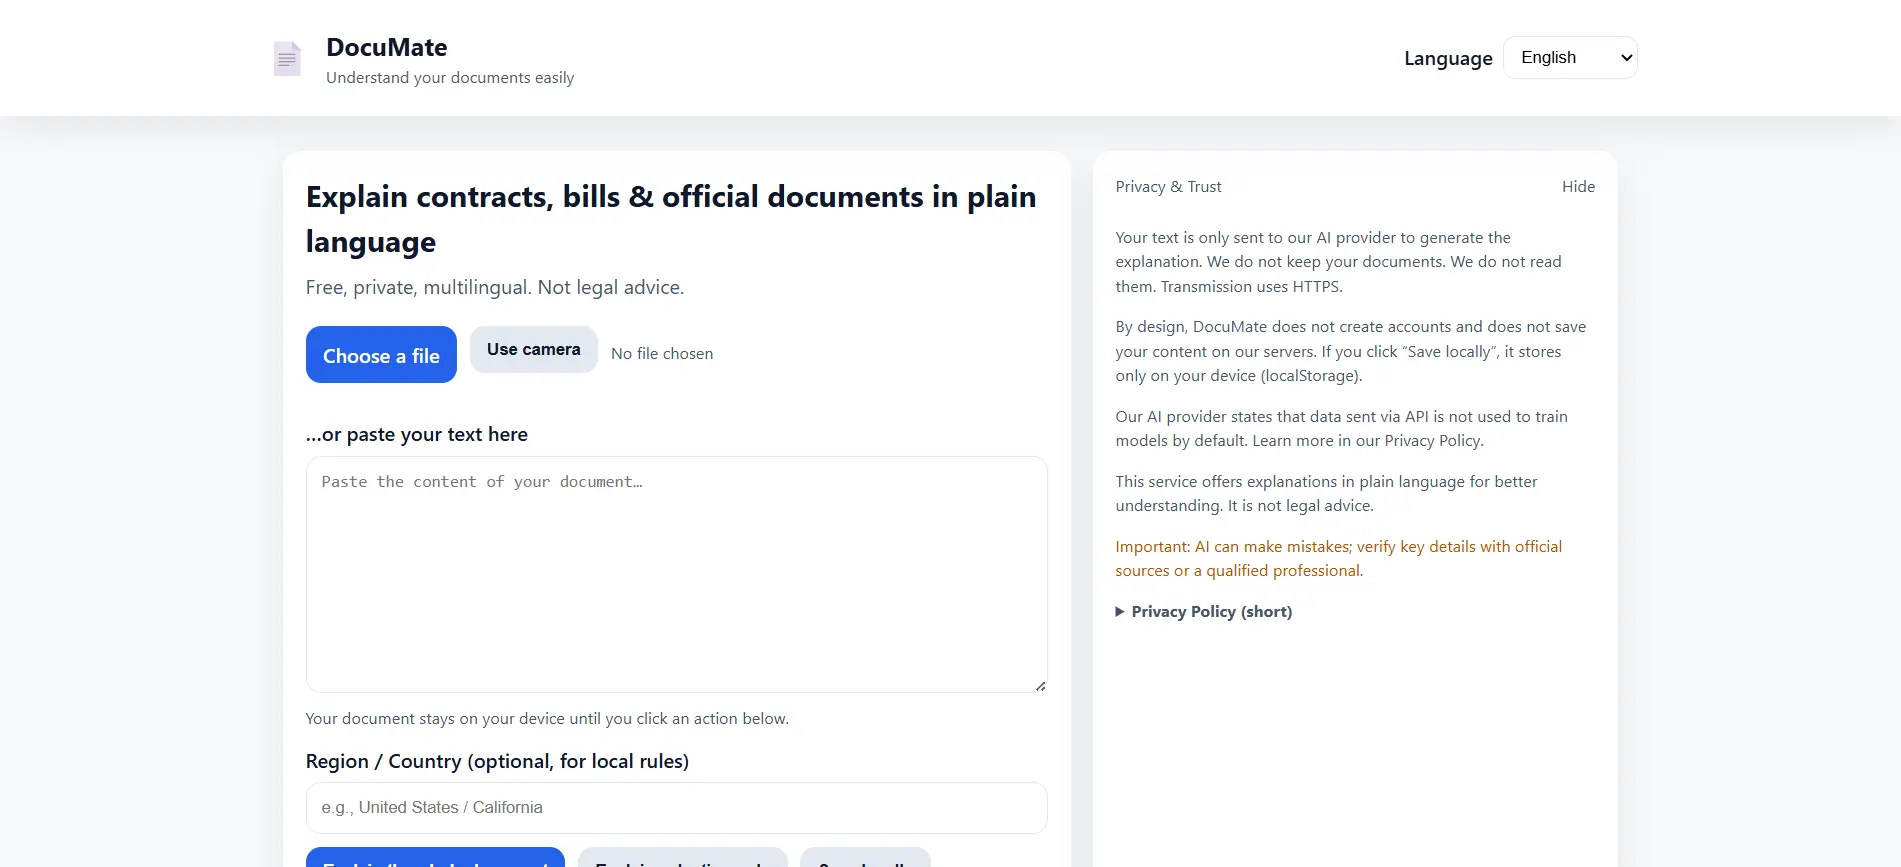 DocuMate
Understand your documents easily
Language
English
Explain contracts, bills & official documents in plain
language
Free, private, multilingual. Not legal advice.
Choose a file
Use camera
No file chosen
...or paste your text here
Paste the content of your document…
Your document stays on your device until you click an action below.
Region / Country (optional, for local rules)
e.g., United States / California
Privacy & Trust
Hide
Your text is only sent to our AI provider to generate the
explanation. We do not keep your documents. We do not read
them. Transmission uses HTTPS.
By design, DocuMate does not create accounts and does not save
your content on our servers. If you click “Save locally”, it stores
only on your device (localStorage).
Our AI provider states that data sent via API is not used to train
models by default. Learn more in our Privacy Policy.
This service offers explanations in plain language for better
understanding. It is not legal advice.
Important: AI can make mistakes; verify key details with official
sources or a qualified professional.
Privacy Policy (short)